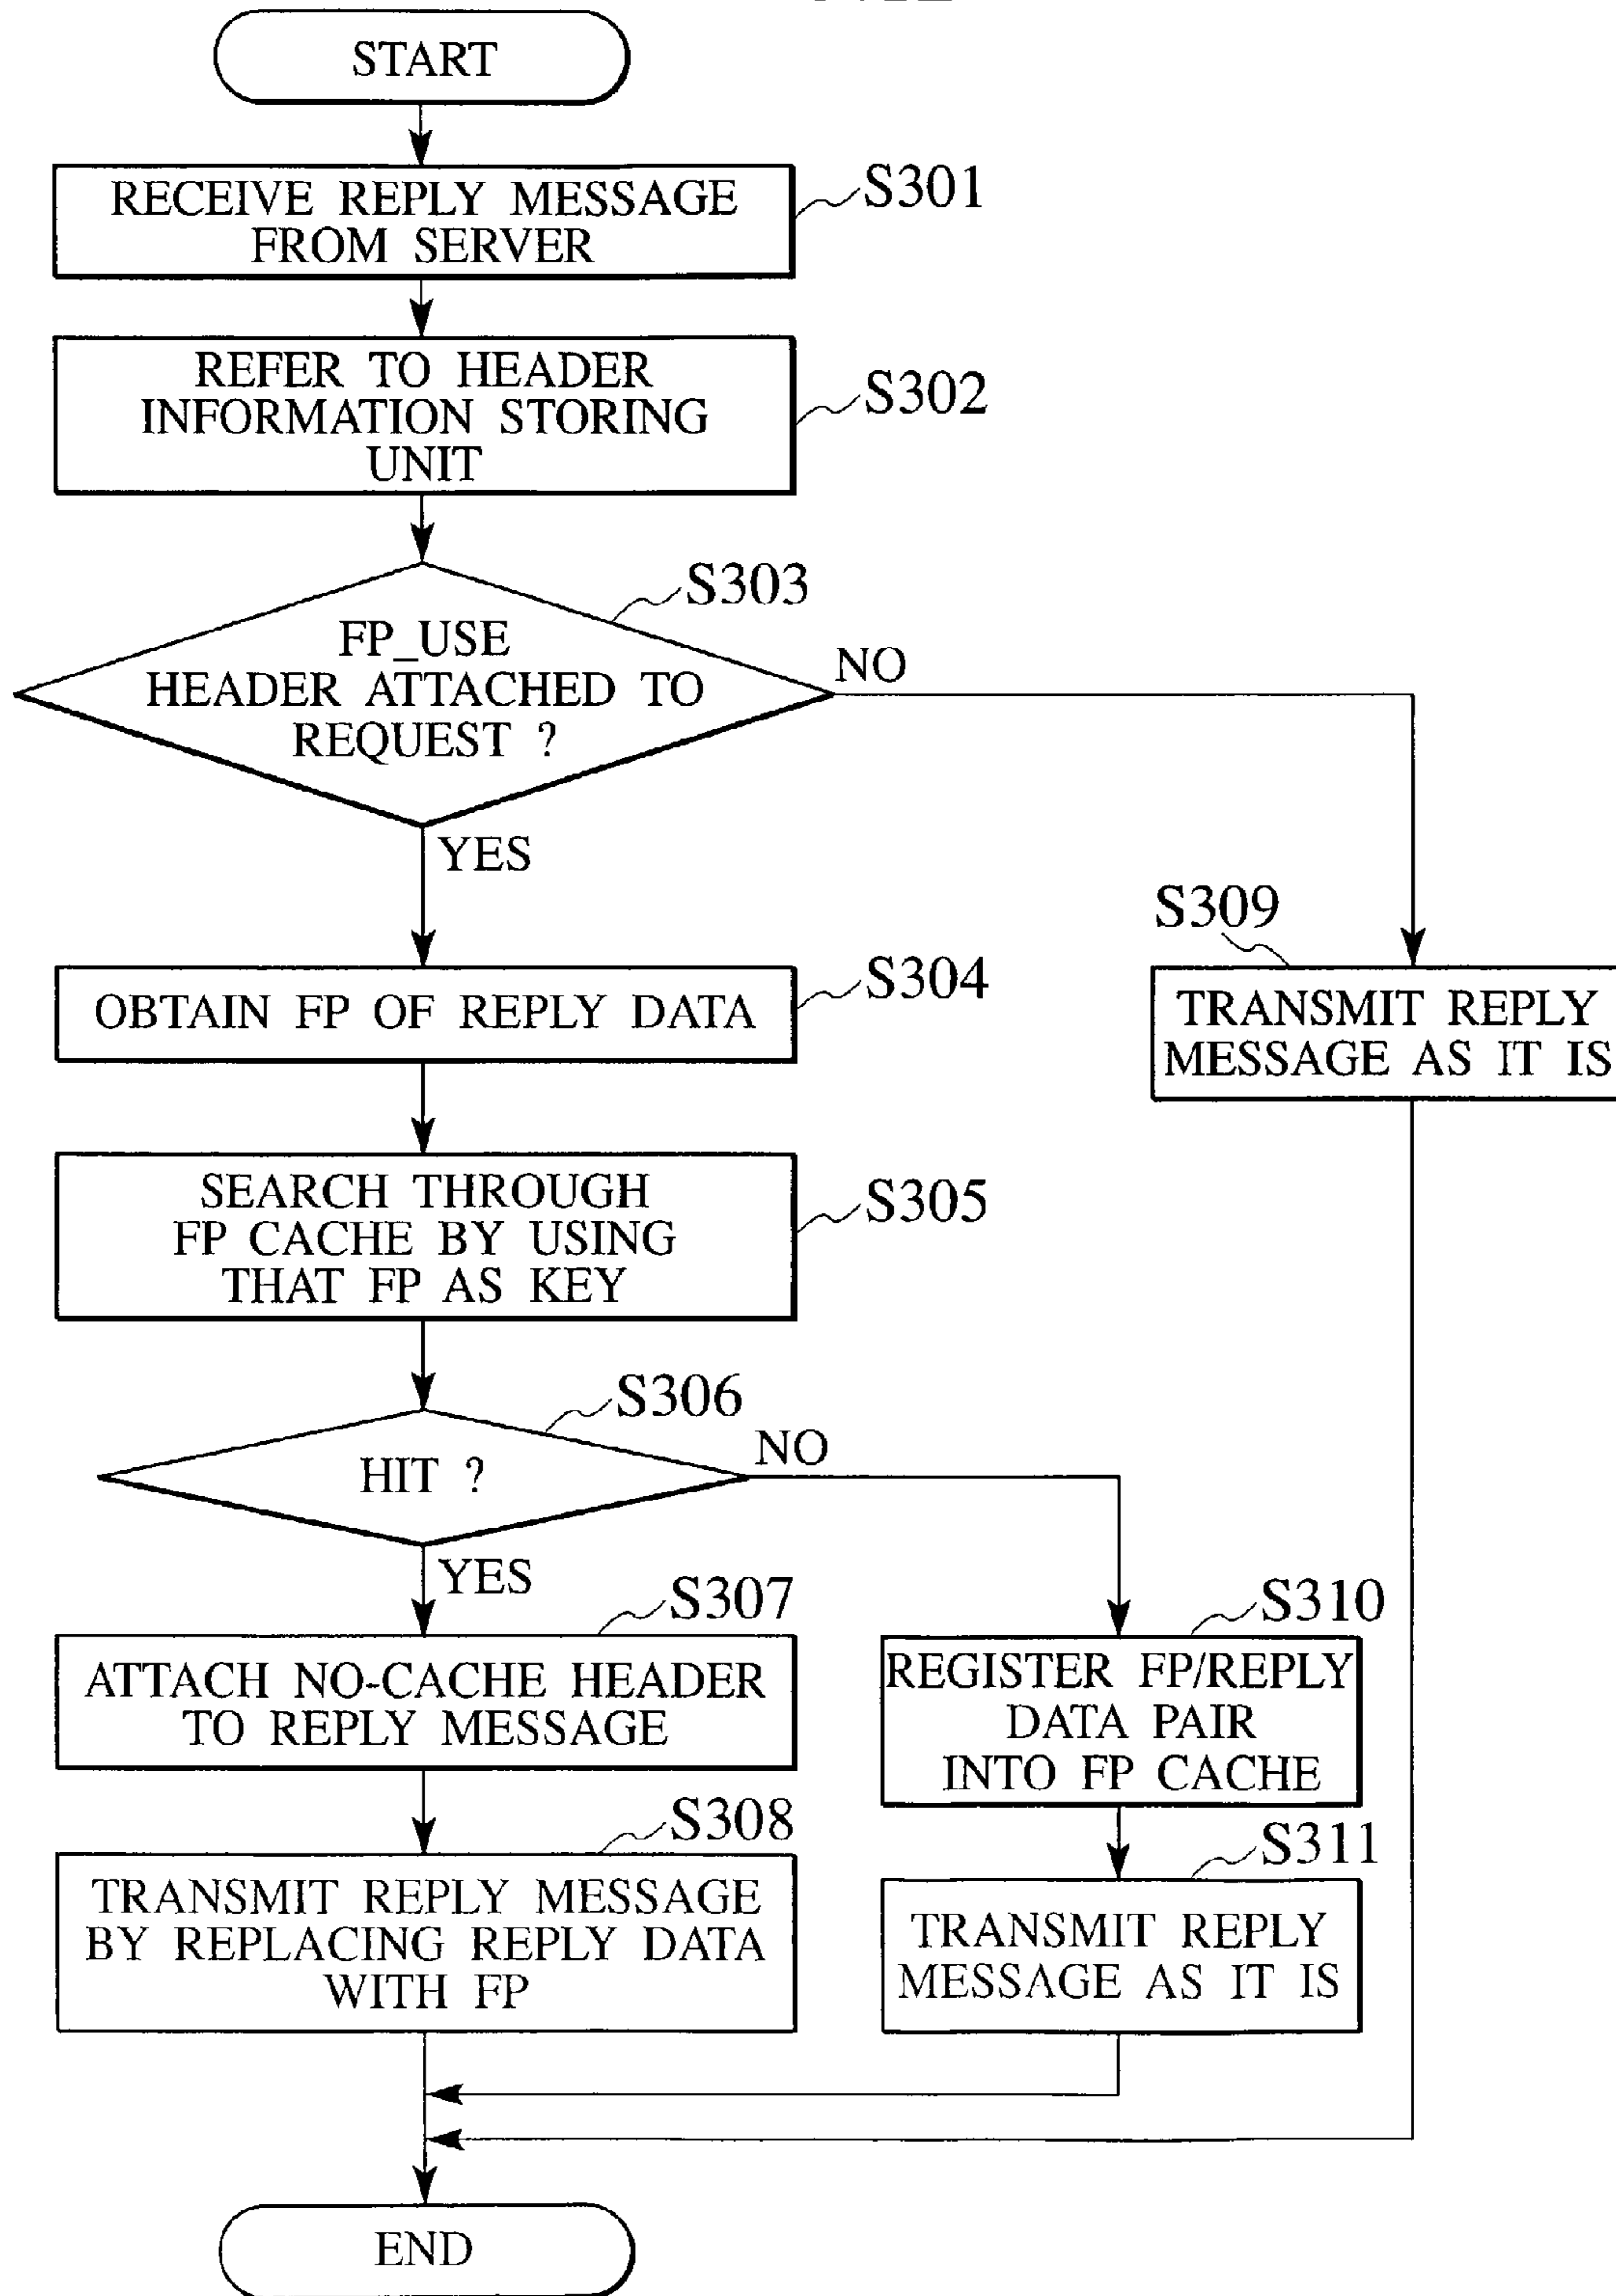 START
RECEIVE REPLY MESSAGE
FROM SERVER
S301
REFER TO HEADER
INFORMATION STORING
UNIT
S302
S303
FP_USE
HEADER ATTACHED TO
REQUEST ?
NO
YES
S309
TRANSMIT REPLY
MESSAGE AS IT IS
OBTAIN FP OF REPLY DATA
S304
SEARCH THROUGH
FP CACHE BY USING
THAT FP AS KEY
S305
S306
HIT ?
NO
YES
S307
ATTACH NO-CACHE HEADER
TO REPLY MESSAGE
S310
REGISTER FP/REPLY
DATA PAIR
INTO FP CACHE
S308
TRANSMIT REPLY MESSAGE
BY REPLACING REPLY DATA
WITH FP
S311
TRANSMIT REPLY
MESSAGE AS IT IS
END